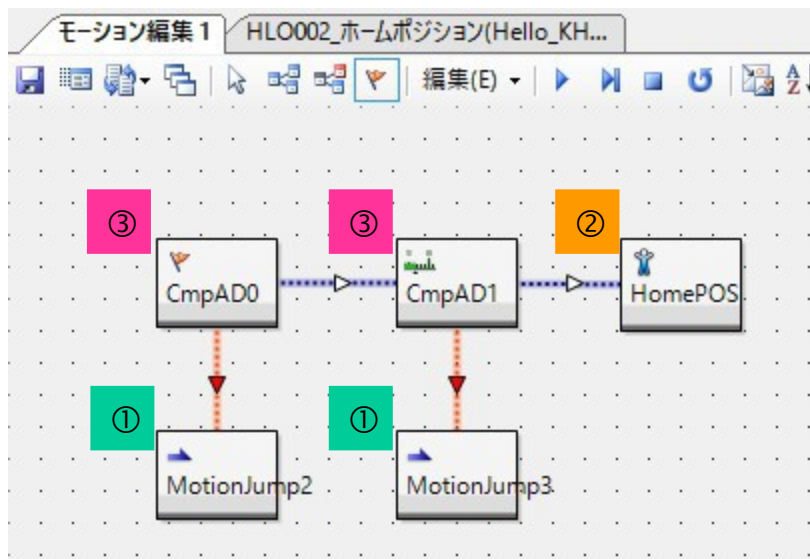 モーション編集 1
HLO002_ホームポジション(Hello_KH...
編集(E)
③
③
②
CmpAD0
CmpAD1
HomePOS
①
①
MotionJump2
MotionJump3